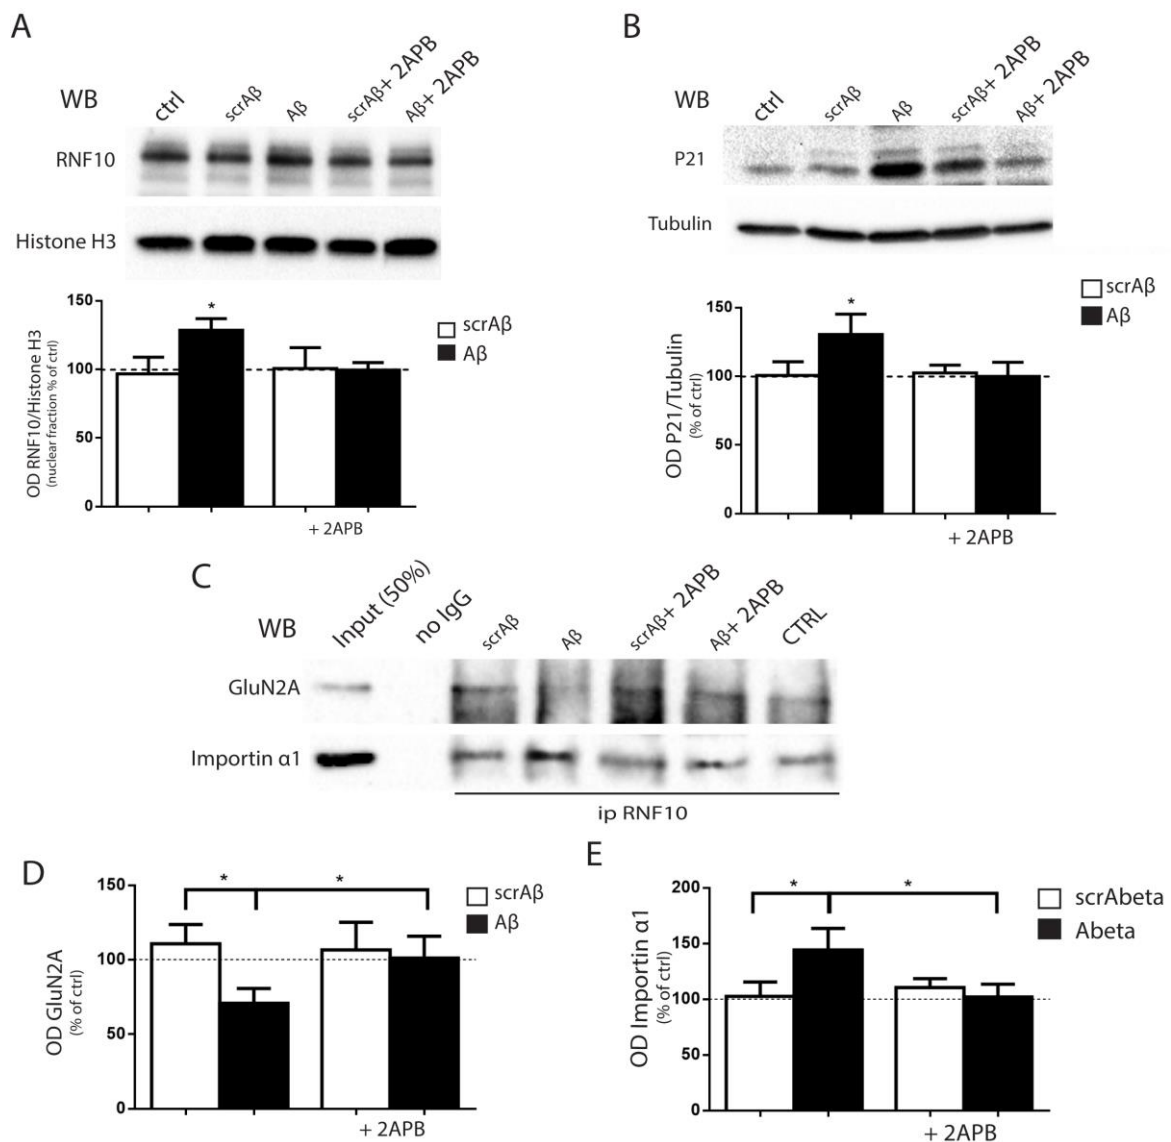 A
WB
ctrl
scrAβ
Aβ
scrAβ+ 2APB
Aβ+ 2APB
RNF10
Histone H3
OD RNF10/Histone H3
(nuclear fraction % of ctrl)
150
100
50
0
*
scrAβ
Aβ
+ 2APB
B
WB
ctrl
scrAβ
Aβ
scrAβ+ 2APB
Aβ+ 2APB
P21
Tubulin
OD P21/Tubulin
(% of ctrl)
150
100
50
0
*
scrAβ
Aβ
+ 2APB
C
WB
Input (50%)
no IgG
scrAβ
Aβ
scrAβ+ 2APB
Aβ+ 2APB
CTRL
GluN2A
Importin α1
ip RNF10
D
OD GluN2A
(% of ctrl)
150
100
50
0
*
*
scrAβ
Aβ
+ 2APB
E
OD Importin α1
(% of ctrl)
200
150
100
50
0
*
*
scrAbeta
Abeta
+ 2APB